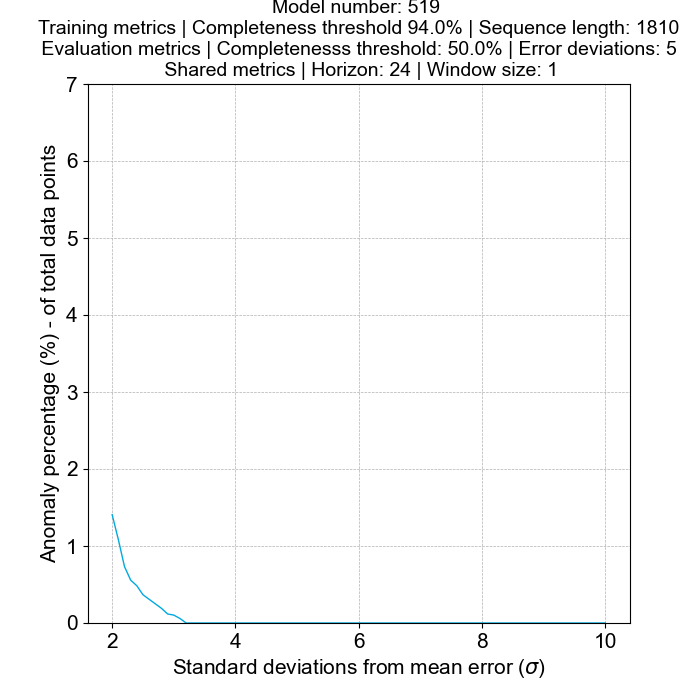 Model number: 519
Training metrics | Completeness threshold 94.0% | Sequence length: 1810
Evaluation metrics | Completenesss threshold: 50.0% | Error deviations: 5
Shared metrics | Horizon: 24 | Window size: 1
Anomaly percentage (%) - of total data points
7
6
5
4
3
2
1
0
2 4 6 8 10
Standard deviations from mean error (σ)